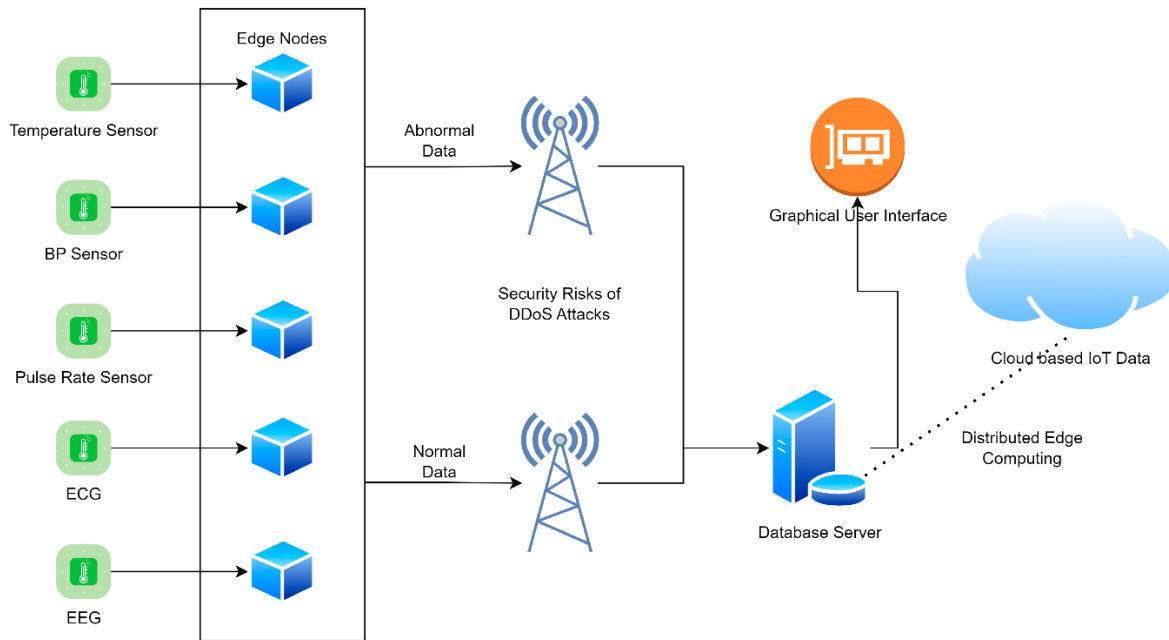 Edge Nodes
Temperature Sensor
BP Sensor
Pulse Rate Sensor
ECG
EEG
Abnormal
Data
Normal
Data
Security Risks of
DDoS Attacks
Graphical User Interface
Database Server
Cloud based IoT Data
Distributed Edge
Computing